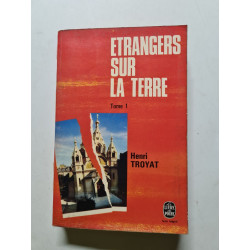 ETRANGERS
SUR
LA TERRE
Tome 1
Henri
TROYAT
LE LIVRE
DE POCHE